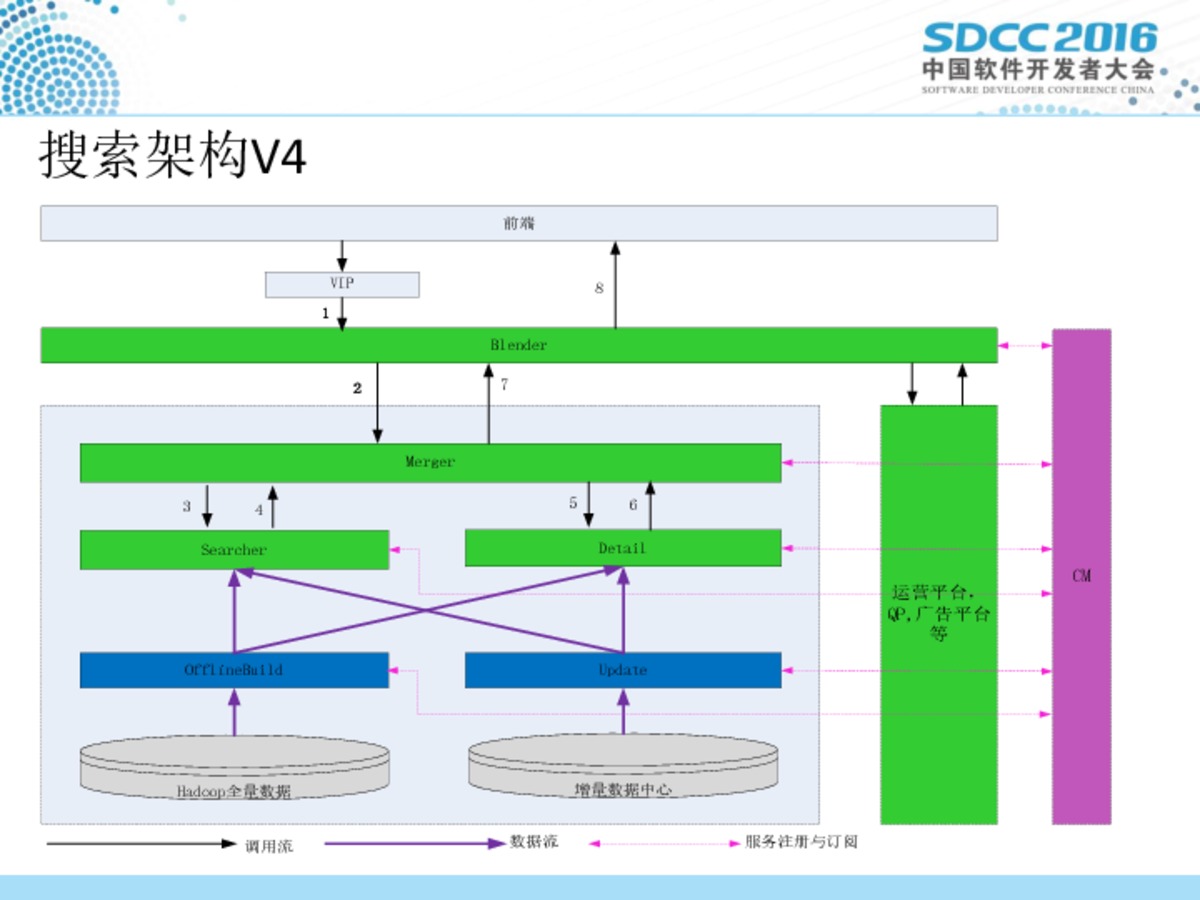 SDCC 2016
中国软件开发者大会
SOFTWARE DEVELOPER CONFERENCE CHINA
搜索架构V4
前端
VIP
8
1
Blender
2
7
Merger
3
4
5
6
Searcher
Detail
CM
运营平台,
QP,广告平台
等
OfflineBuild
Update
Hadoop全量数据
增量数据中心
调用流
数据流
服务注册与订阅